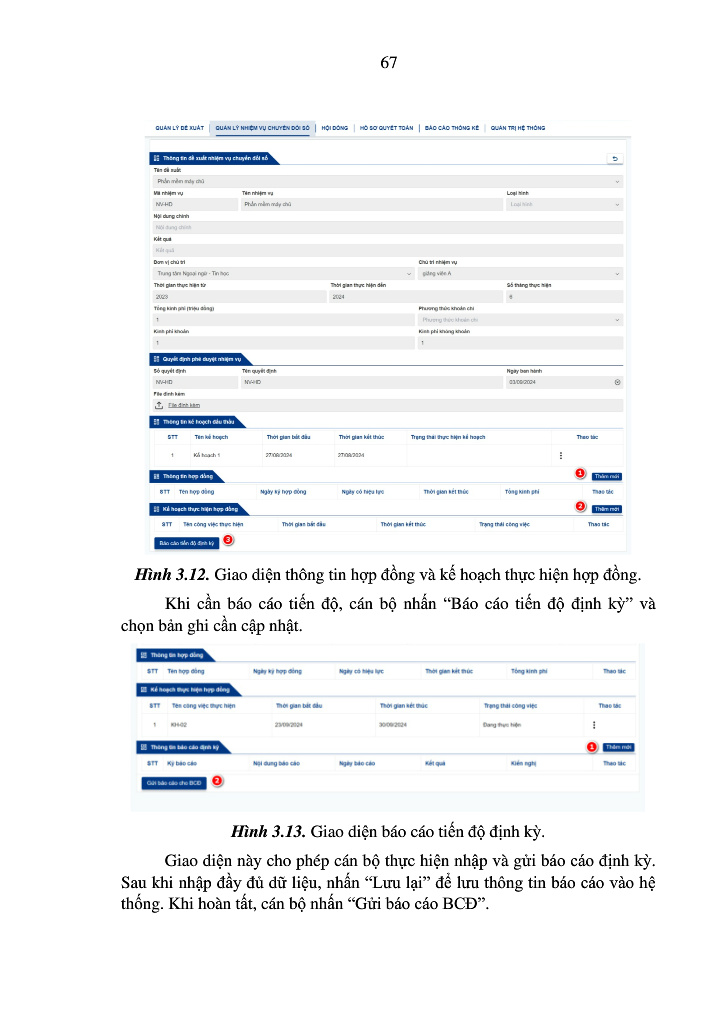 67
QUẢN LÝ ĐỀ XUẤT | QUẢN LÝ NHIỆM VỤ CHUYỂN ĐỔI SỐ | HỘI ĐỒNG | HỒ SƠ QUYẾT TOÁN | BÁO CÁO THỐNG KÊ | QUẢN TRỊ HỆ THỐNG
Thông tin đề xuất nhiệm vụ chuyển đổi số
Tên đề xuất
Phần mềm máy chủ
Mã nhiệm vụ Tên nhiệm vụ Loại hình
NV-HĐ Phần mềm máy chủ Loại hình
Nội dung chính
Nội dung chính
Kết quả
Kết quả
Đơn vị chủ trì Chủ trì nhiệm vụ
Trung tâm Ngoại ngữ - Tin học giảng viên A
Thời gian thực hiện từ Thời gian thực hiện đến Số tháng thực hiện
2023 2024 6
Tổng kinh phí (triệu đồng) Phương thức khoán chi
1 Phương thức khoán chi
Kinh phí khoán Kinh phí không khoán
1 1
Quyết định phê duyệt nhiệm vụ
Số quyết định Tên quyết định Ngày ban hành
NV-HĐ NV-HĐ 03/09/2024
File đính kèm
File đính kèm
Thông tin kế hoạch đấu thầu
STT Tên kế hoạch Thời gian bắt đầu Thời gian kết thúc Trạng thái thực hiện kế hoạch Thao tác
1 Kế hoạch 1 27/08/2024 27/08/2024
Thông tin hợp đồng 1 Thêm mới
STT Tên hợp đồng Ngày ký hợp đồng Ngày có hiệu lực Thời gian kết thúc Tổng kinh phí Thao tác
Kế hoạch thực hiện hợp đồng 2 Thêm mới
STT Tên công việc thực hiện Thời gian bắt đầu Thời gian kết thúc Trạng thái công việc Thao tác
Báo cáo tiến độ định kỳ 3
Hình 3.12. Giao diện thông tin hợp đồng và kế hoạch thực hiện hợp đồng.
Khi cần báo cáo tiến độ, cán bộ nhấn “Báo cáo tiến độ định kỳ” và
chọn bản ghi cần cập nhật.
Thông tin hợp đồng
STT Tên hợp đồng Ngày ký hợp đồng Ngày có hiệu lực Thời gian kết thúc Tổng kinh phí Thao tác
Kế hoạch thực hiện hợp đồng
STT Tên công việc thực hiện Thời gian bắt đầu Thời gian kết thúc Trạng thái công việc Thao tác
1 KH-02 23/09/2024 30/09/2024 Đang thực hiện
Thông tin báo cáo định kỳ 1 Thêm mới
STT Kỳ báo cáo Nội dung báo cáo Ngày báo cáo Kết quả Kiến nghị Thao tác
Gửi báo cáo cho BCĐ 2
Hình 3.13. Giao diện báo cáo tiến độ định kỳ.
Giao diện này cho phép cán bộ thực hiện nhập và gửi báo cáo định kỳ.
Sau khi nhập đầy đủ dữ liệu, nhấn “Lưu lại” để lưu thông tin báo cáo vào hệ
thống. Khi hoàn tất, cán bộ nhấn “Gửi báo cáo BCĐ”.